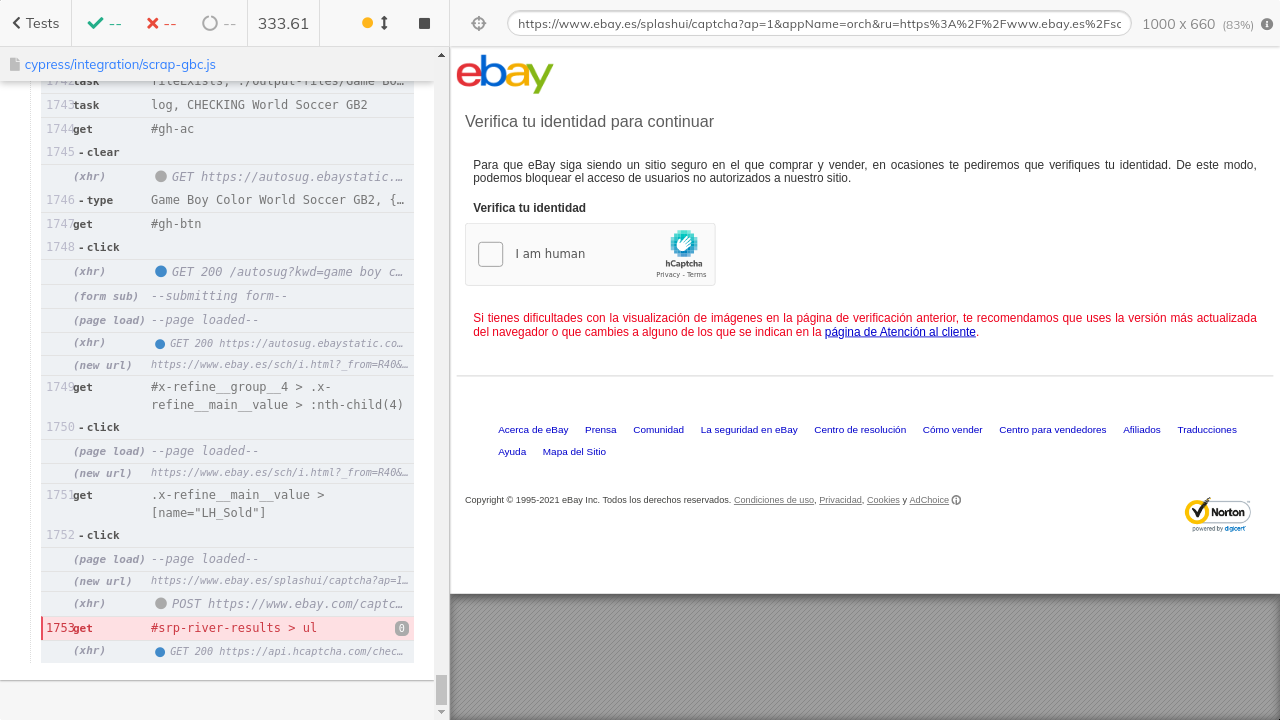 Tests -- -- -- 333.61
https://www.ebay.es/splashui/captcha?ap=1&appName=orch&ru=https%3A%2F%2Fwww.ebay.es%2Fsc
1000 x 660 (83%)
cypress/integration/scrap-gbc.js
1742 task fileExists, ./output-files/Game Bo…
1743 task log, CHECKING World Soccer GB2
1744 get #gh-ac
1745 - clear
(xhr) GET https://autosug.ebaystatic.…
1746 - type Game Boy Color World Soccer GB2, {…
1747 get #gh-btn
1748 - click
(xhr) GET 200 /autosug?kwd=game boy c…
(form sub) --submitting form--
(page load) --page loaded--
(xhr) GET 200 https://autosug.ebaystatic.co…
(new url) https://www.ebay.es/sch/i.html?_from=R40&…
1749 get #x-refine__group__4 > .x-
refine__main__value > :nth-child(4)
1750 - click
(page load) --page loaded--
(new url) https://www.ebay.es/sch/i.html?_from=R40&…
1751 get .x-refine__main__value >
[name="LH_Sold"]
1752 - click
(page load) --page loaded--
(new url) https://www.ebay.es/splashui/captcha?ap=1…
(xhr) POST https://www.ebay.com/captc…
1753 get #srp-river-results > ul 0
(xhr) GET 200 https://api.hcaptcha.com/chec…
ebay
Verifica tu identidad para continuar
Para que eBay siga siendo un sitio seguro en el que comprar y vender, en ocasiones te pediremos que verifiques tu identidad. De este modo,
podemos bloquear el acceso de usuarios no autorizados a nuestro sitio.
Verifica tu identidad
I am human
hCaptcha
Privacy - Terms
Si tienes dificultades con la visualización de imágenes en la página de verificación anterior, te recomendamos que uses la versión más actualizada
del navegador o que cambies a alguno de los que se indican en la página de Atención al cliente.
Acerca de eBay Prensa Comunidad La seguridad en eBay Centro de resolución Cómo vender Centro para vendedores Afiliados Traducciones
Ayuda Mapa del Sitio
Copyright © 1995-2021 eBay Inc. Todos los derechos reservados. Condiciones de uso, Privacidad, Cookies y AdChoice
Norton
powered by digicert